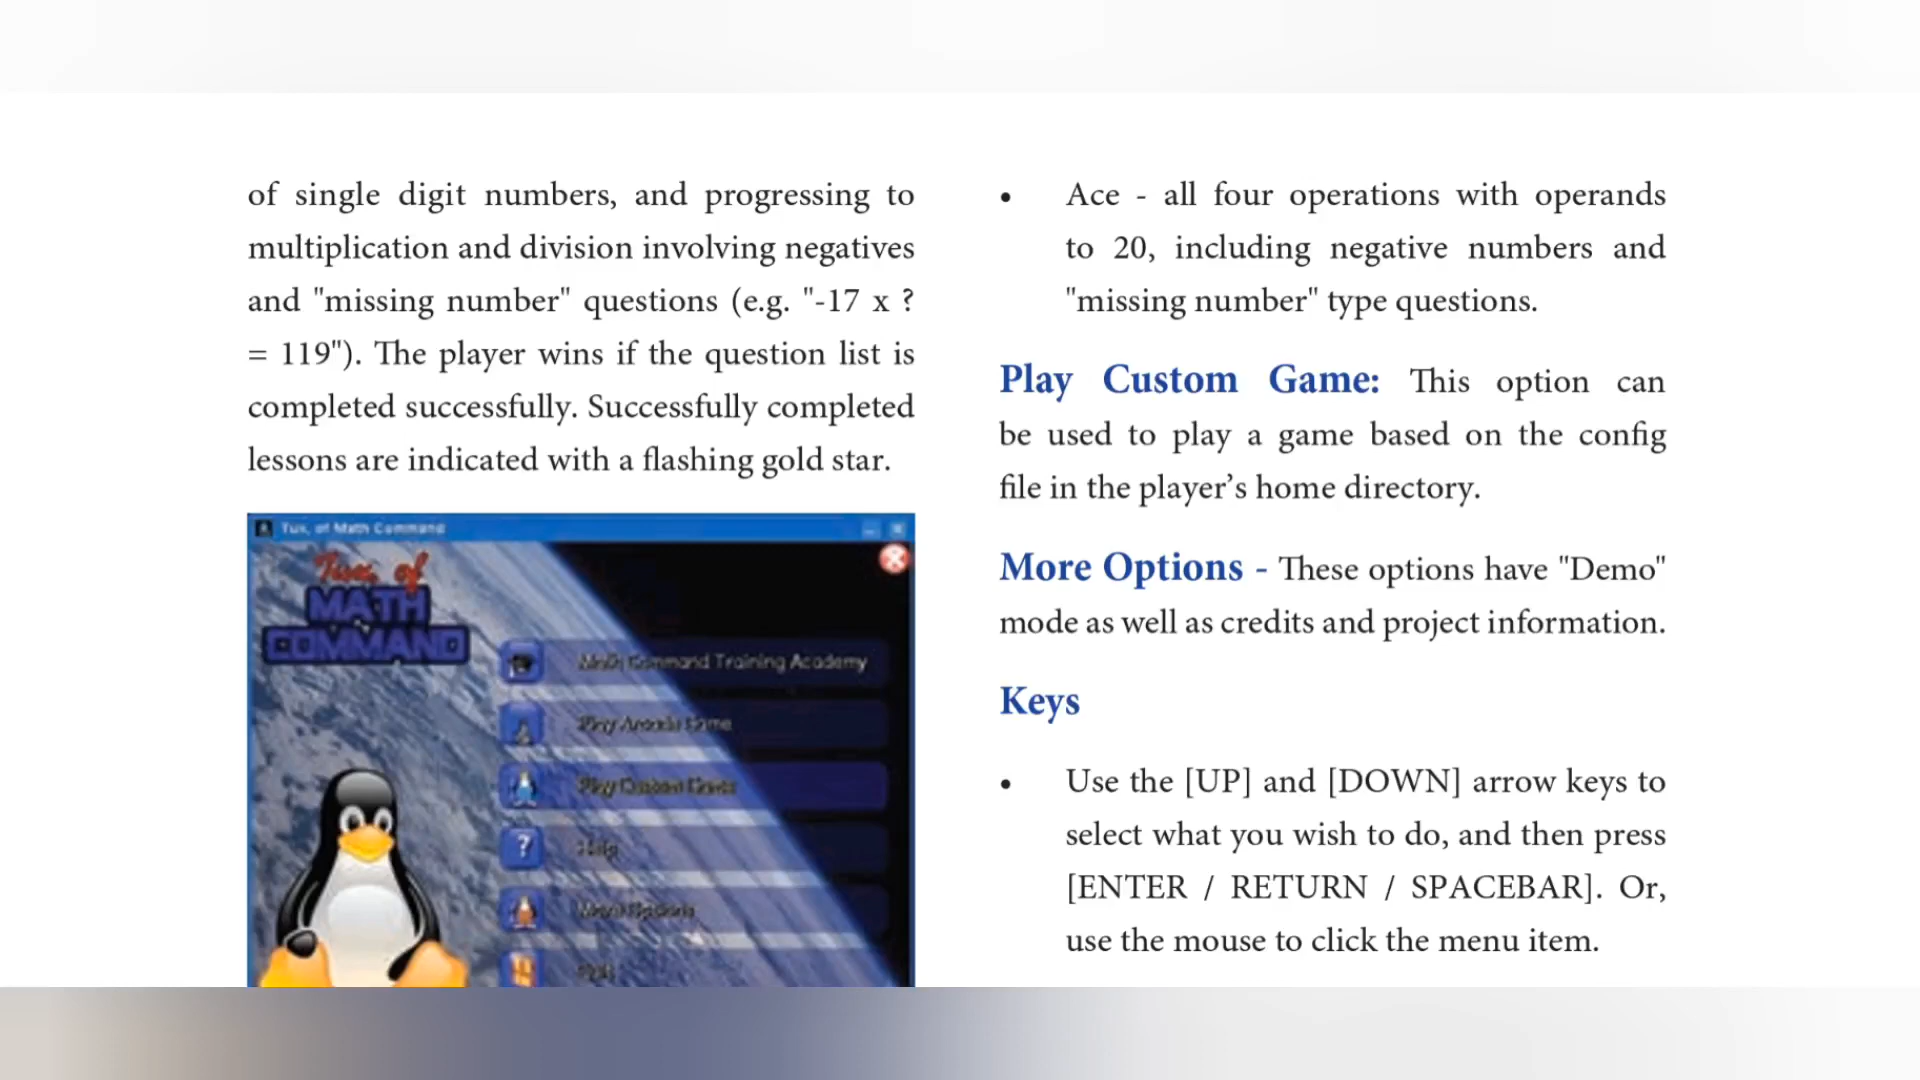 of single digit numbers, and progressing to
multiplication and division involving negatives
and "missing number" questions (e.g. "-17 x ?
= 119"). The player wins if the question list is
completed successfully. Successfully completed
lessons are indicated with a flashing gold star.
Tux, of Math Command
Tux, of
MATH
COMMAND
Math Command Training Academy
Play Arcade Game
Play Custom Game
Help
More Options
Quit
• Ace - all four operations with operands
to 20, including negative numbers and
"missing number" type questions.
Play Custom Game: This option can
be used to play a game based on the config
file in the player’s home directory.
More Options - These options have "Demo"
mode as well as credits and project information.
Keys
• Use the [UP] and [DOWN] arrow keys to
select what you wish to do, and then press
[ENTER / RETURN / SPACEBAR]. Or,
use the mouse to click the menu item.